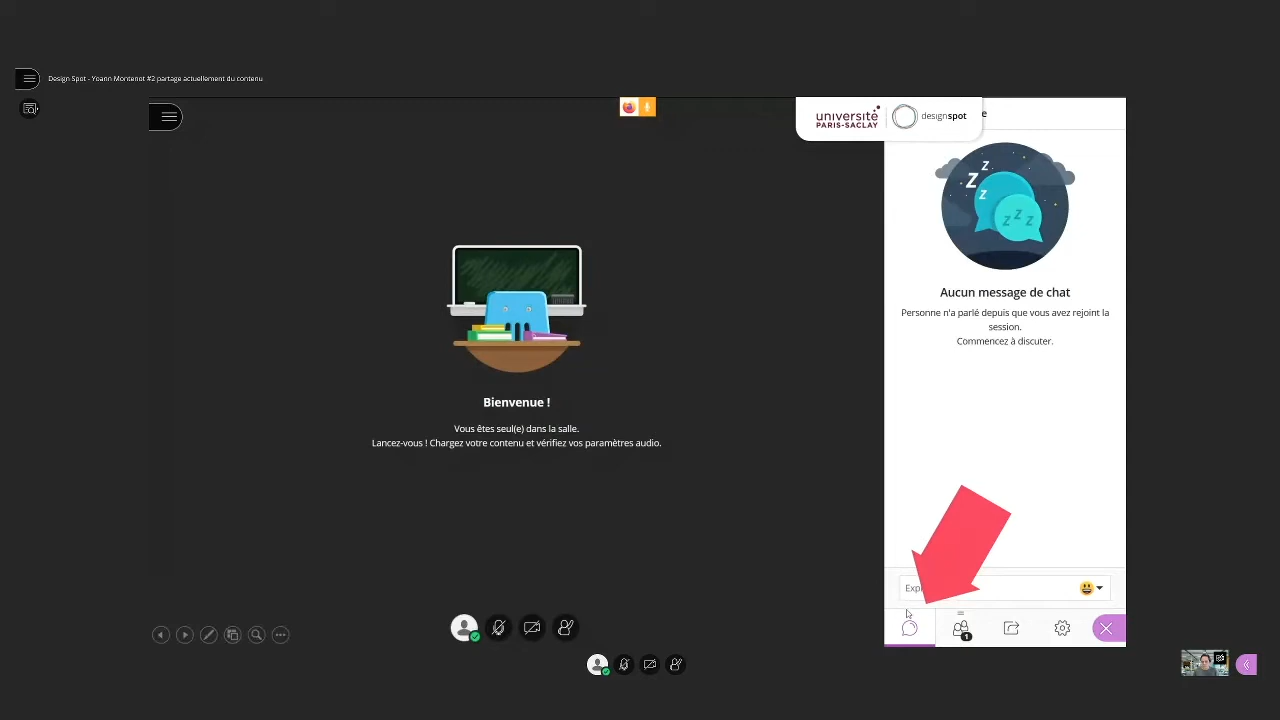 Design Spot - Yoann Montenot #2 partage actuellement du contenu
université
PARIS-SACLAY
designspot
e
z
Z
z
z z z
Aucun message de chat
Personne n'a parlé depuis que vous avez rejoint la
session.
Commencez à discuter.
Bienvenue !
Vous êtes seul(e) dans la salle.
Lancez-vous ! Chargez votre contenu et vérifiez vos paramètres audio.
Exp
1